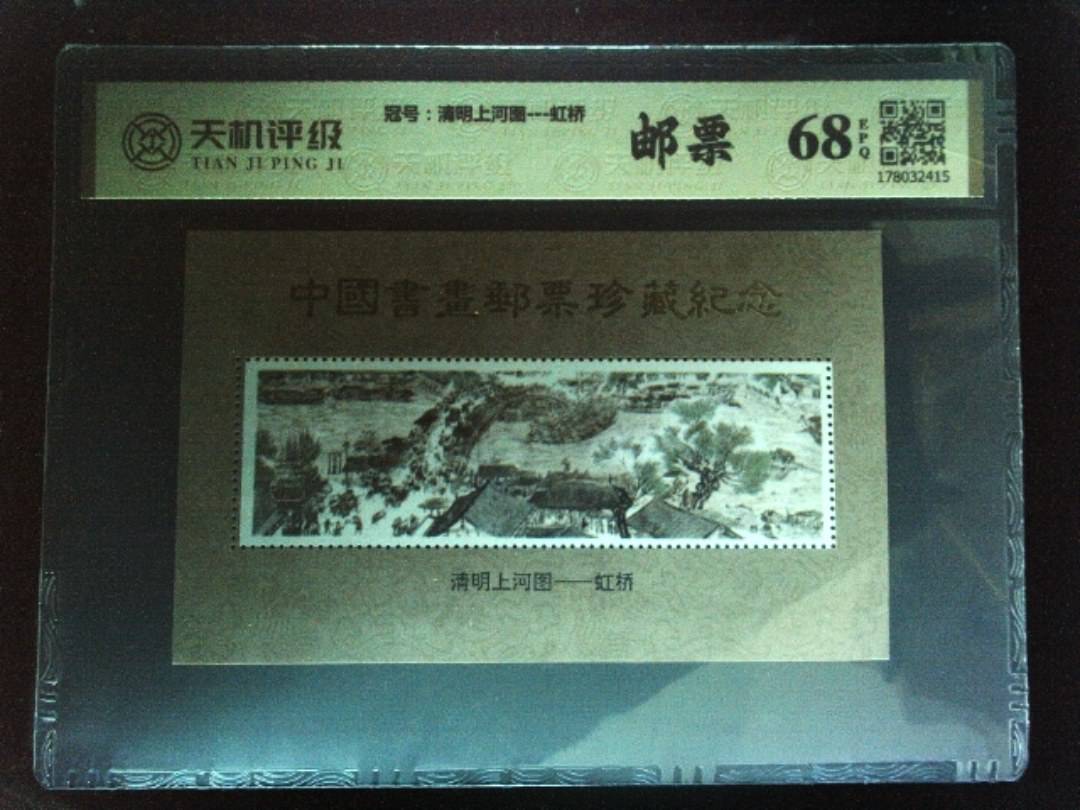 冠号：清明上河图---虹桥
天机评级
TIAN JI PING JI
邮票
68
EPQ
178032415
中國書畫郵票珍藏紀念
清明上河图——虹桥